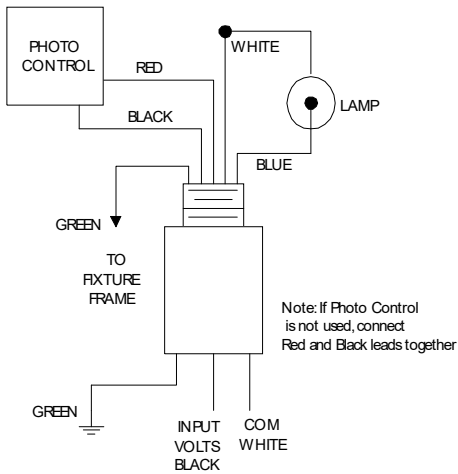 PHOTO
CONTROL
WHITE
RED
LAMP
BLACK
BLUE
GREEN
TO
FIXTURE
FRAME
Note: If Photo Control
is not used, connect
Red and Black leads together
GREEN
INPUT
VOLTS
BLACK
COM
WHITE